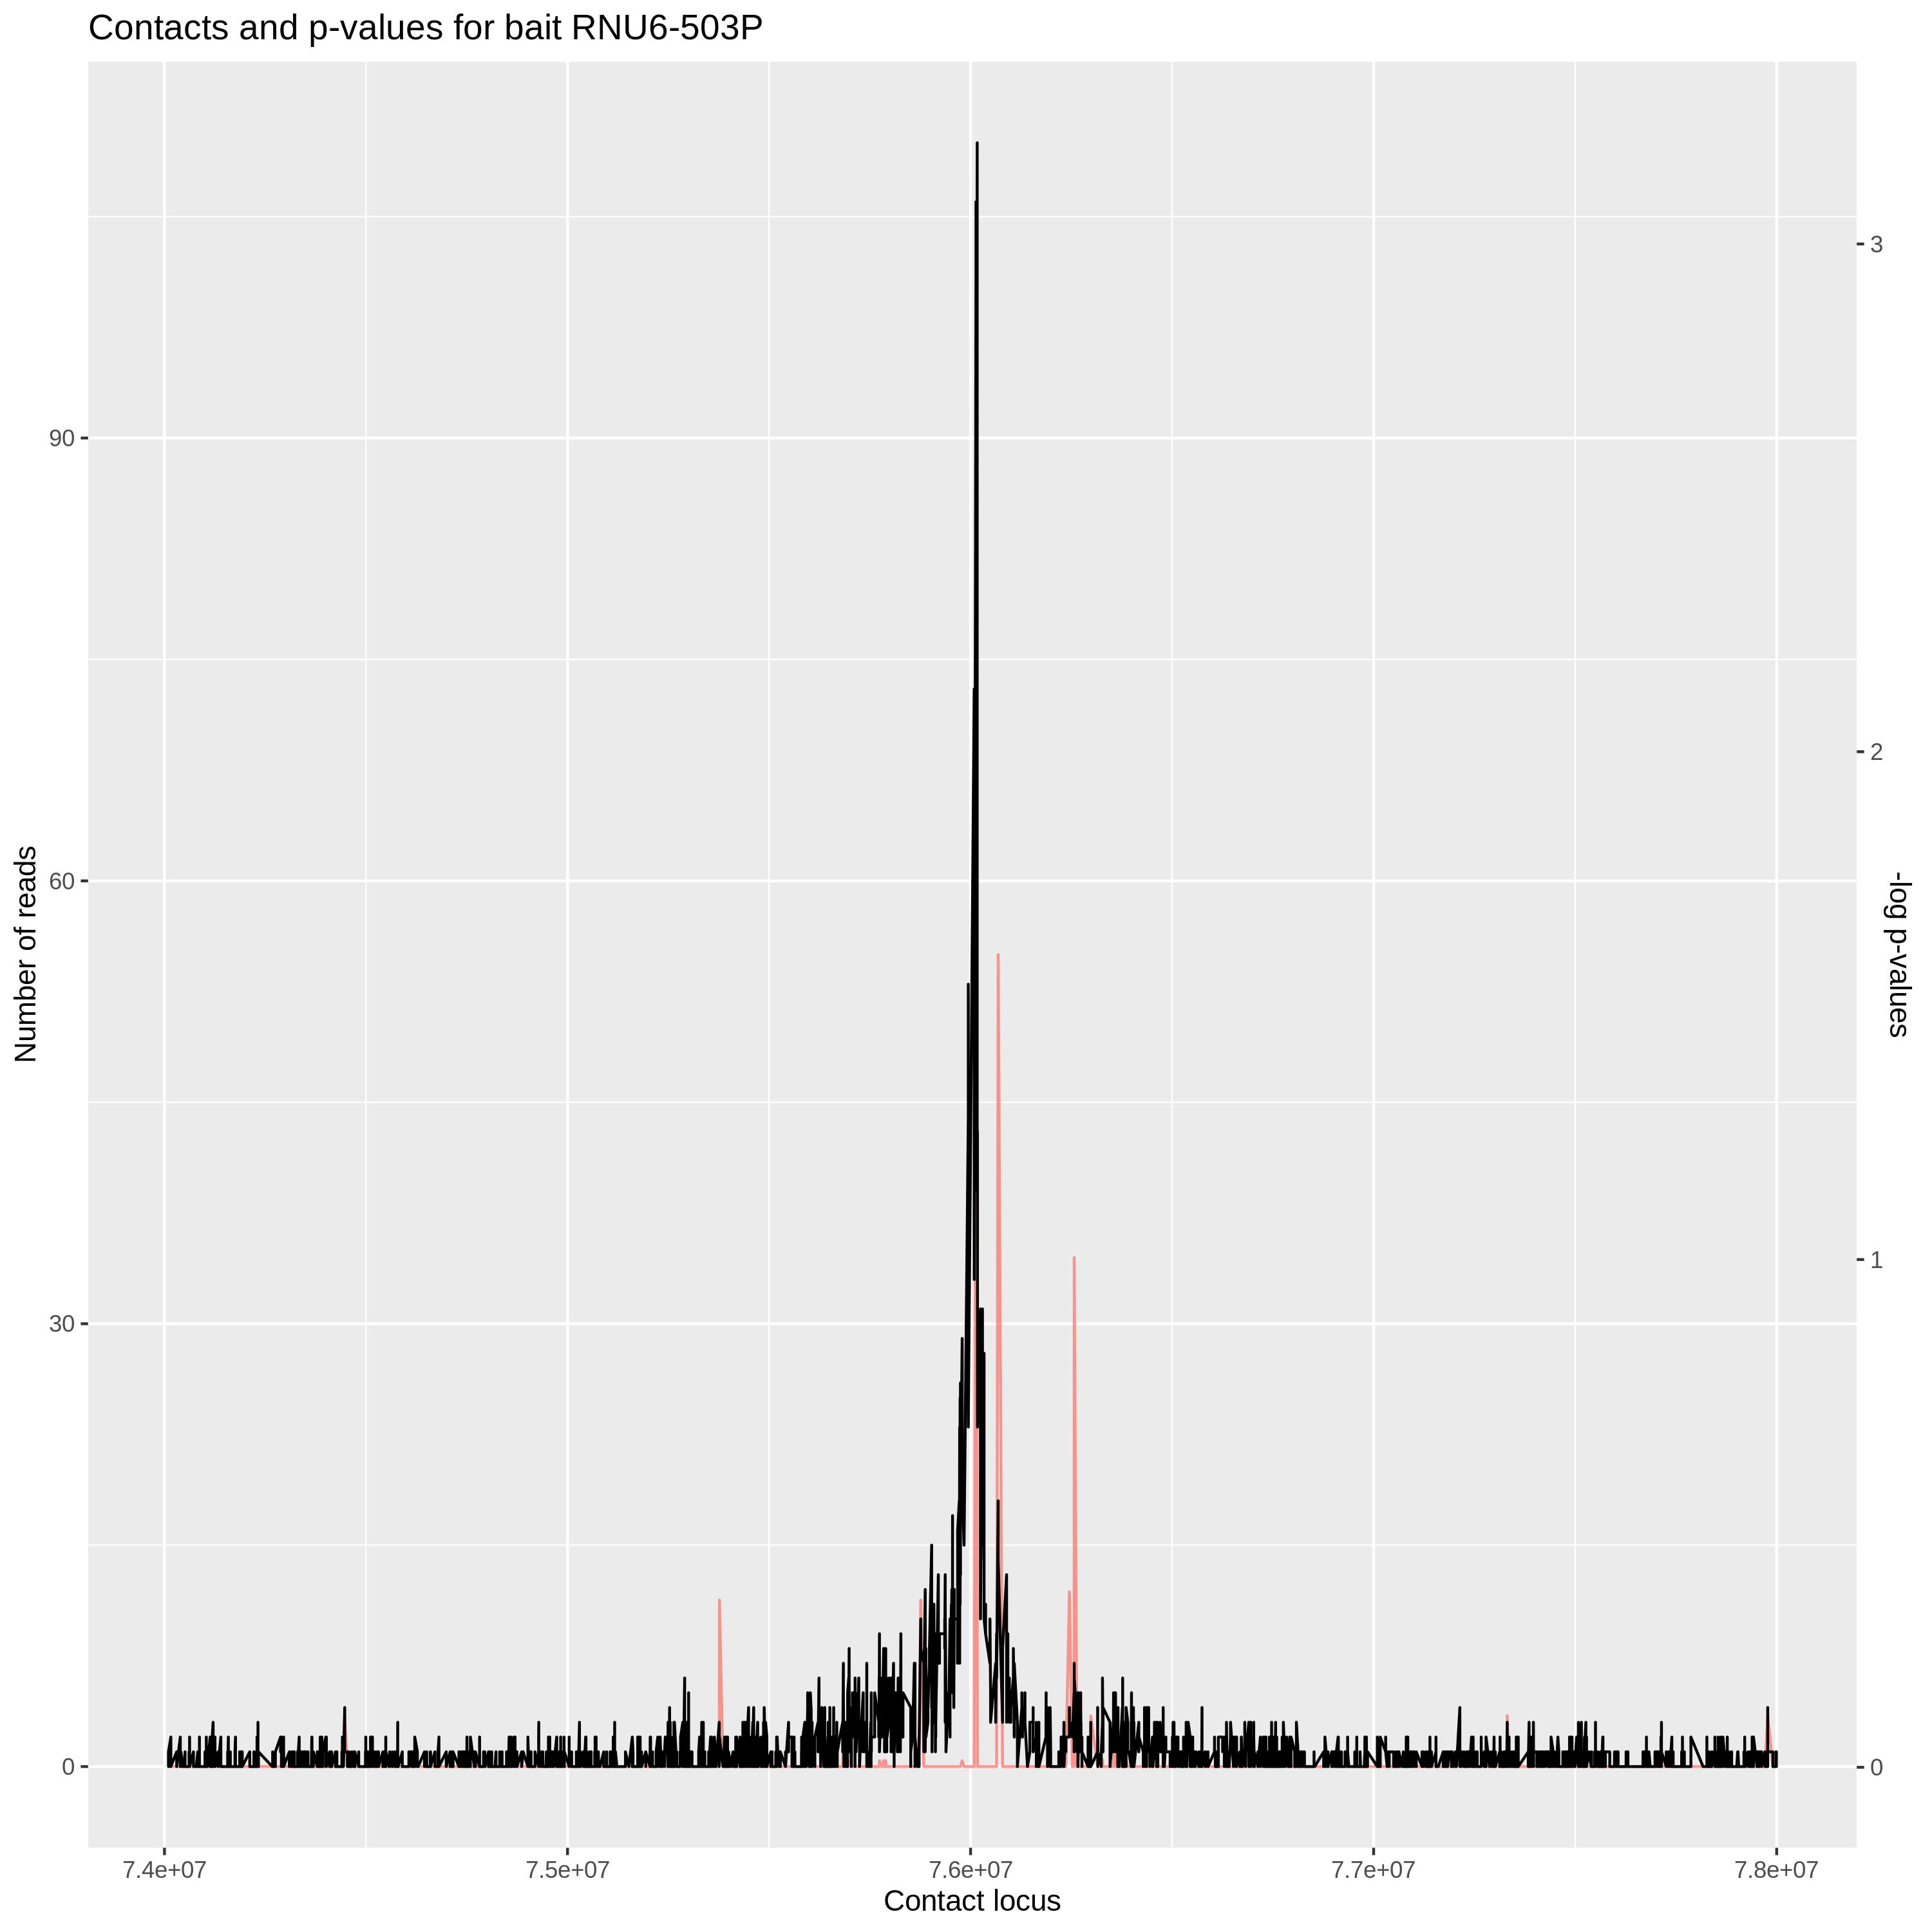 Contacts and p-values for bait RNU6-503P
Number of reads
90
60
30
0
3
2
1
0
-log p-values
7.4e+07 7.5e+07 7.6e+07 7.7e+07 7.8e+07
Contact locus